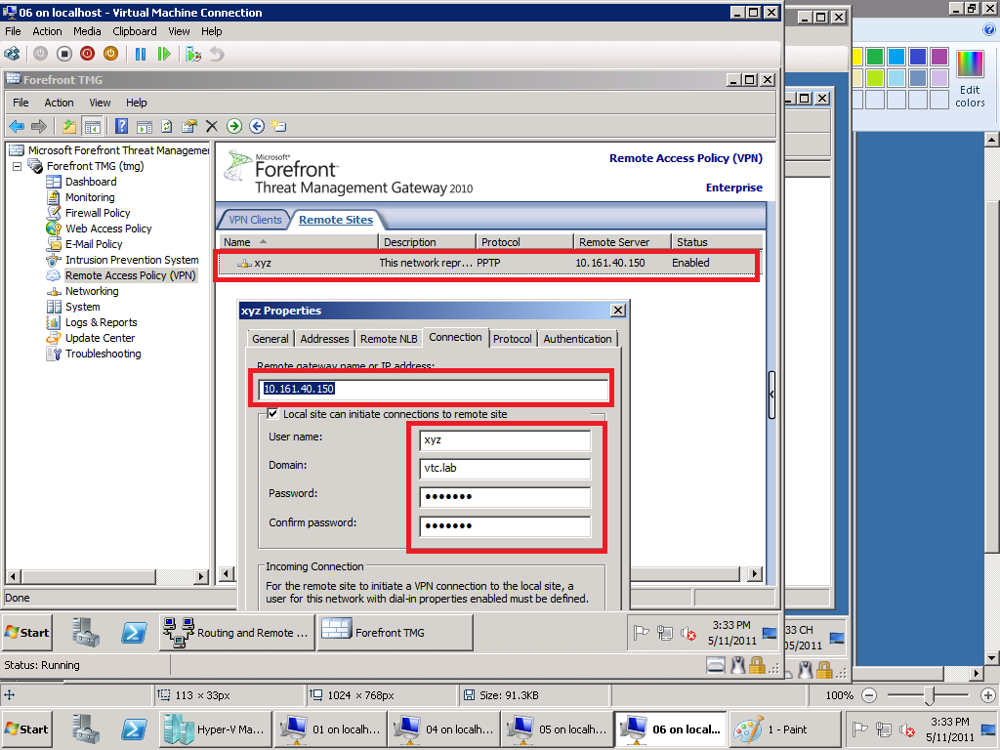 06 on localhost - Virtual Machine Connection
File Action Media Clipboard View Help
Forefront TMG
File Action View Help
Microsoft Forefront Threat Manageme
Forefront TMG (tmg)
Dashboard
Monitoring
Firewall Policy
Web Access Policy
E-Mail Policy
Intrusion Prevention System
Remote Access Policy (VPN)
Networking
System
Logs & Reports
Update Center
Troubleshooting
Microsoft®
Forefront™
Threat Management Gateway 2010
Remote Access Policy (VPN)
Enterprise
VPN Clients Remote Sites
Name Description Protocol Remote Server Status
xyz This network repr... PPTP 10.161.40.150 Enabled
xyz Properties
General Addresses Remote NLB Connection Protocol Authentication
Remote gateway name or IP address:
10.161.40.150
Local site can initiate connections to remote site
User name: xyz
Domain: vtc.lab
Password: ●●●●●●●
Confirm password: ●●●●●●●
Incoming Connection
For the remote site to initiate a VPN connection to the local site, a
user for this network with dial-in properties enabled must be defined.
Done
Start Routing and Remote ... Forefront TMG 3:33 PM
5/11/2011
Status: Running
33 CH
05/2011
Edit
colors
113 × 33px 1024 × 768px Size: 91.3KB 100%
Start Hyper-V Ma... 01 on localh... 04 on localh... 05 on localh... 06 on local... 1 - Paint 3:33 PM
5/11/2011